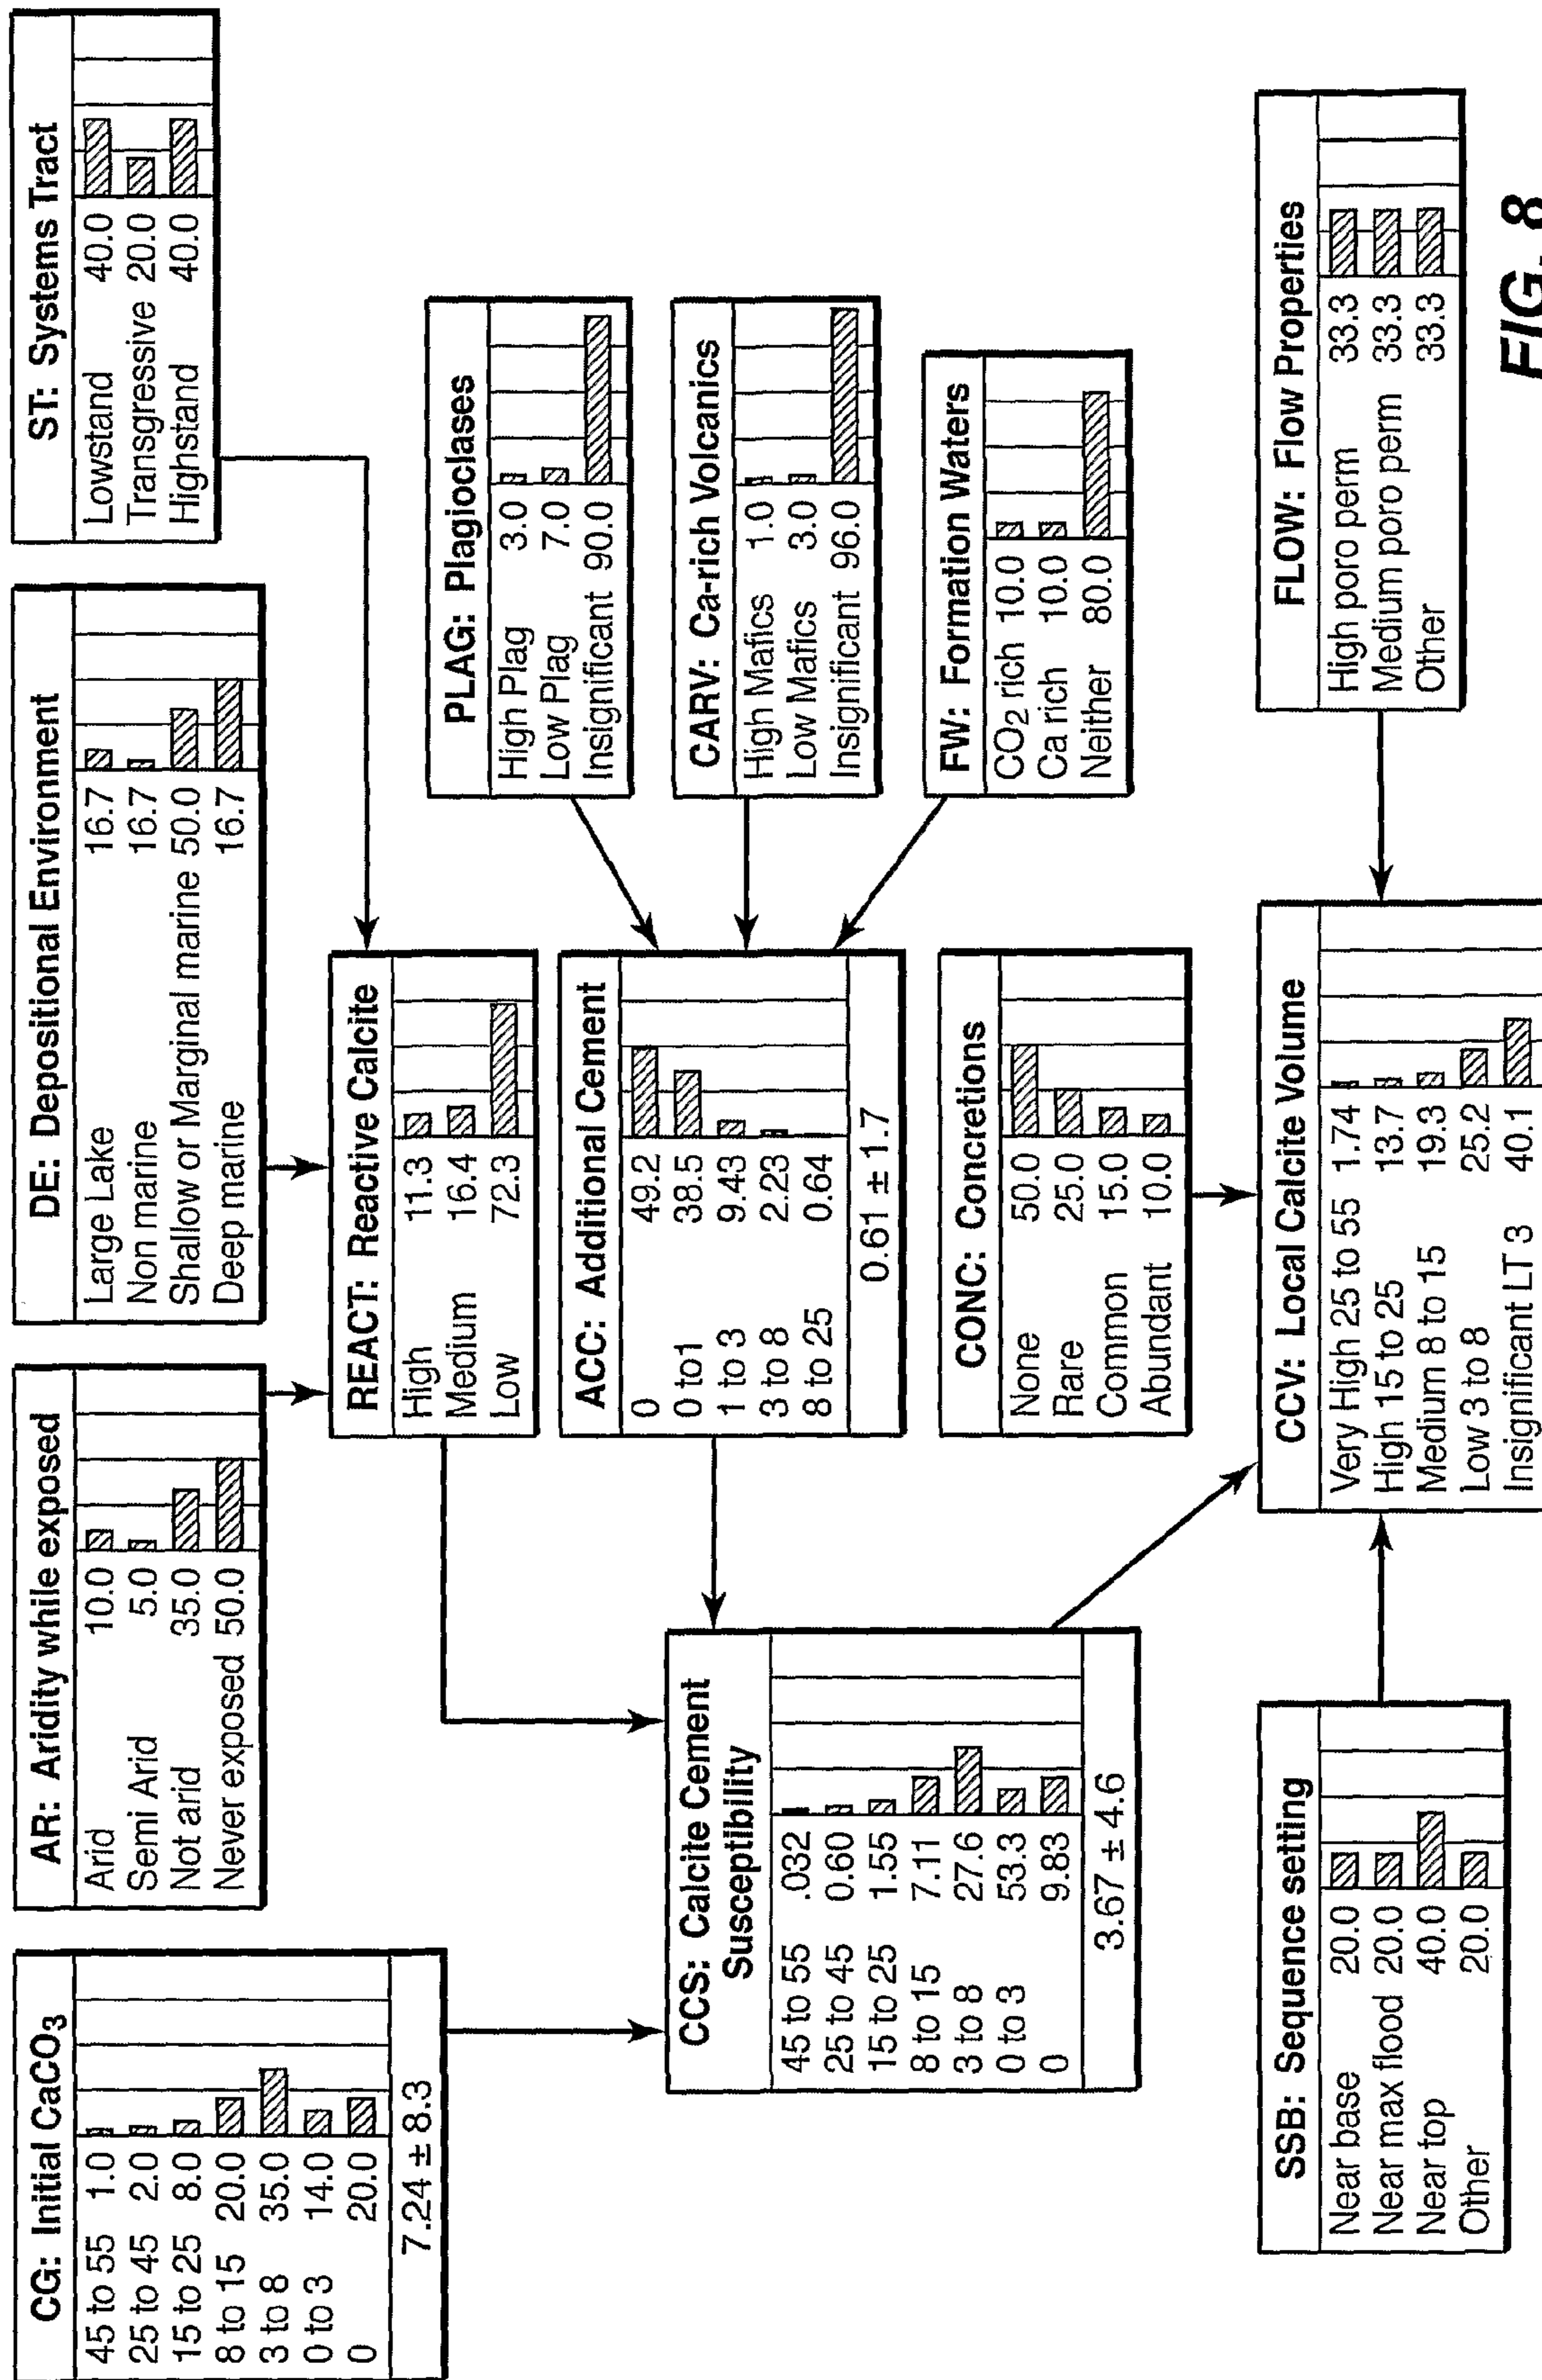 CG: Initial CaCO3
45 to 55 1.0
25 to 45 2.0
15 to 25 8.0
8 to 15 20.0
3 to 8 35.0
0 to 3 14.0
0 20.0
7.24 ± 8.3
AR: Aridity while exposed
Arid 10.0
Semi Arid 5.0
Not arid 35.0
Never exposed 50.0
DE: Depositional Environment
Large Lake 16.7
Non marine 16.7
Shallow or Marginal marine 50.0
Deep marine 16.7
ST: Systems Tract
Lowstand 40.0
Transgressive 20.0
Highstand 40.0
REACT: Reactive Calcite
High 11.3
Medium 16.4
Low 72.3
PLAG: Plagioclases
High Plag 3.0
Low Plag 7.0
Insignificant 90.0
ACC: Additional Cement
0 49.2
0 to1 38.5
1 to 3 9.43
3 to 8 2.23
8 to 25 0.64
0.61 ± 1.7
CARV: Ca-rich Volcanics
High Mafics 1.0
Low Mafics 3.0
Insignificant 96.0
CCS: Calcite Cement
Susceptibility
45 to 55 .032
25 to 45 0.60
15 to 25 1.55
8 to 15 7.11
3 to 8 27.6
0 to 3 53.3
0 9.83
3.67 ± 4.6
FW: Formation Waters
CO2 rich 10.0
Ca rich 10.0
Neither 80.0
CONC: Concretions
None 50.0
Rare 25.0
Common 15.0
Abundant 10.0
SSB: Sequence setting
Near base 20.0
Near max flood 20.0
Near top 40.0
Other 20.0
CCV: Local Calcite Volume
Very High 25 to 55 1.74
High 15 to 25 13.7
Medium 8 to 15 19.3
Low 3 to 8 25.2
Insignificant LT 3 40.1
FLOW: Flow Properties
High poro perm 33.3
Medium poro perm 33.3
Other 33.3
FIG. 8